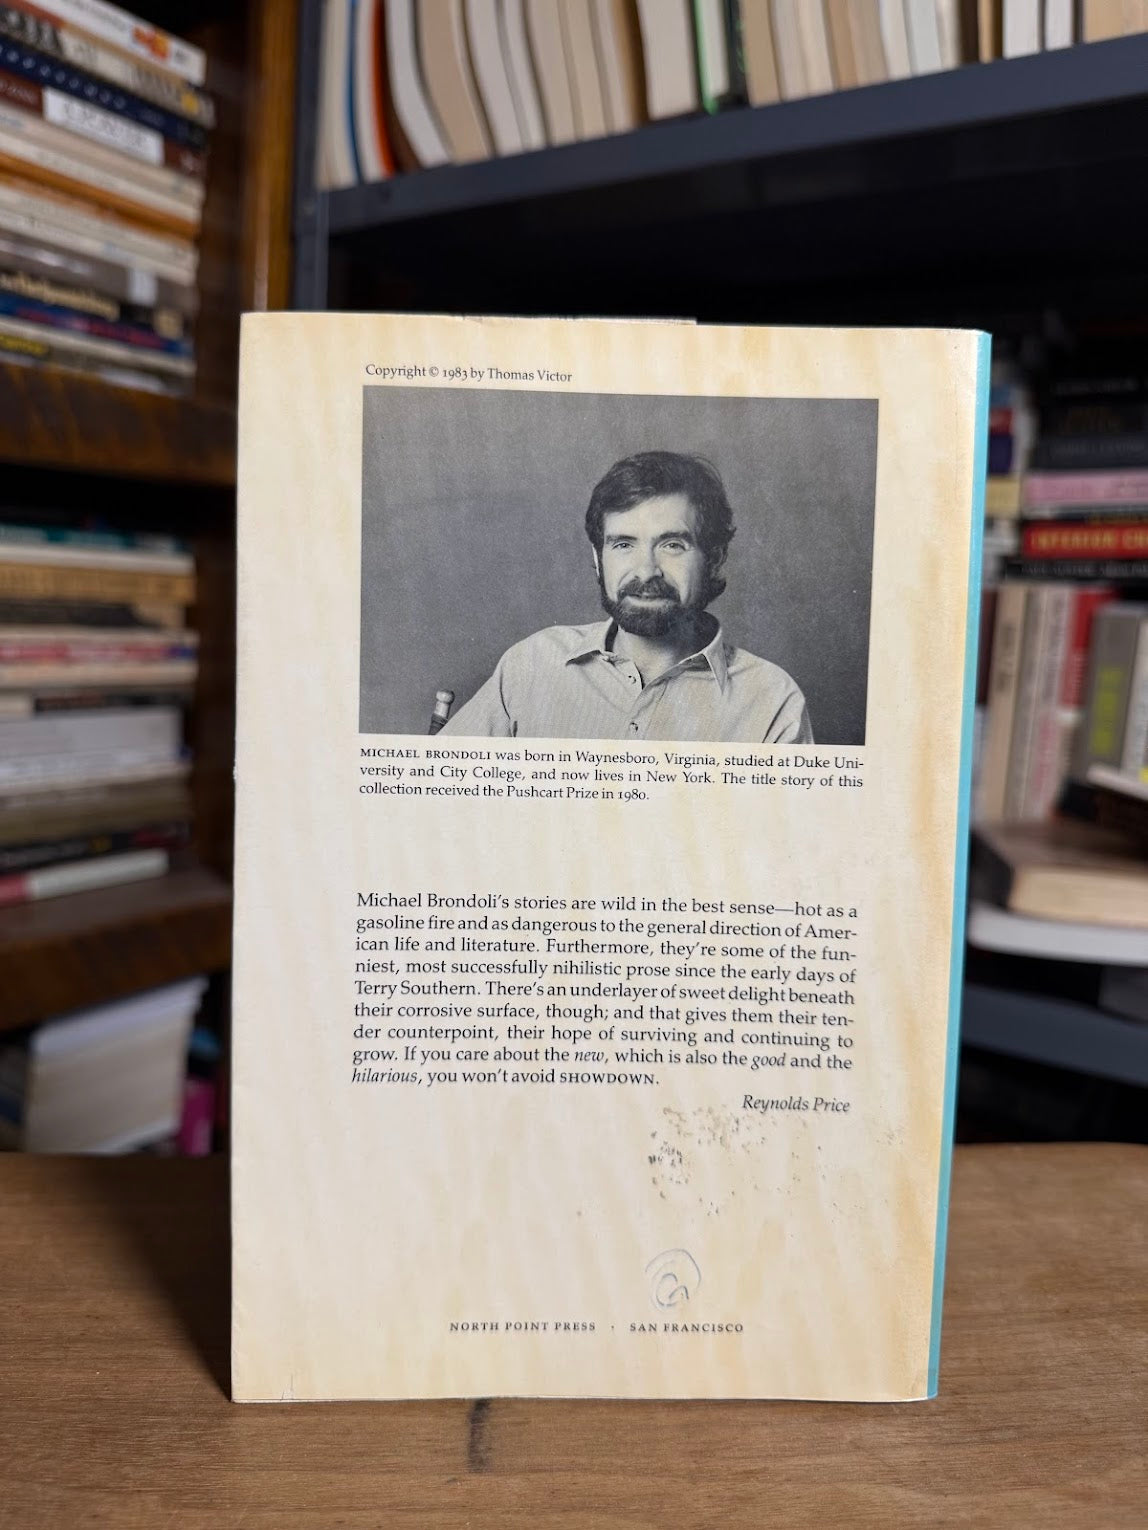 Copyright © 1983 by Thomas Victor
MICHAEL BRONDOLI was born in Waynesboro, Virginia, studied at Duke Uni-
versity and City College, and now lives in New York. The title story of this
collection received the Pushcart Prize in 1980.
Michael Brondoli's stories are wild in the best sense—hot as a
gasoline fire and as dangerous to the general direction of Amer-
ican life and literature. Furthermore, they're some of the fun-
niest, most successfully nihilistic prose since the early days of
Terry Southern. There's an underlayer of sweet delight beneath
their corrosive surface, though; and that gives them their ten-
der counterpoint, their hope of surviving and continuing to
grow. If you care about the new, which is also the good and the
hilarious, you won't avoid SHOWDOWN.
Reynolds Price
NORTH POINT PRESS · SAN FRANCISCO